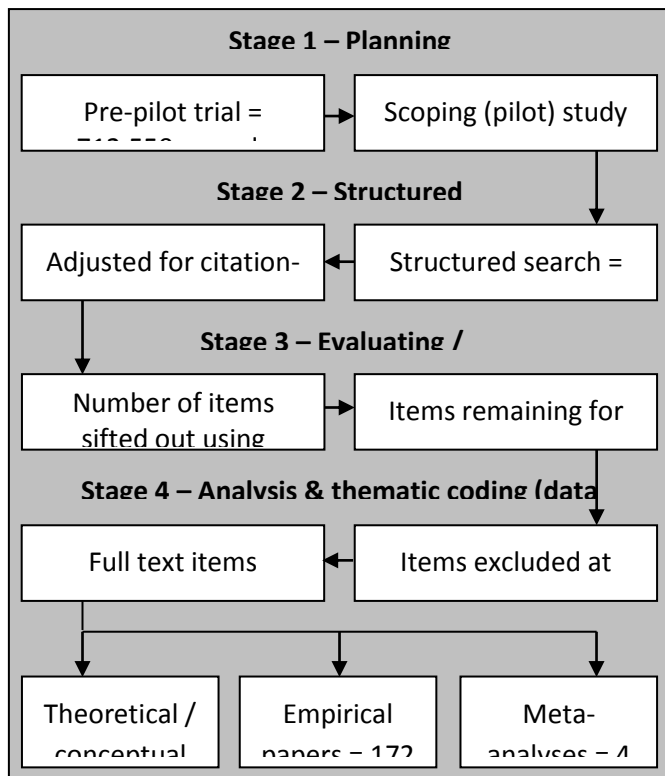 Stage 1 – Planning
Pre-pilot trial =
Scoping (pilot) study
Stage 2 – Structured
Adjusted for citation-
Structured search =
Stage 3 – Evaluating /
Number of items
sifted out using
Items remaining for
Stage 4 – Analysis & thematic coding (data
Full text items
Items excluded at
Theoretical /
conceptual
Empirical
papers = 172
Meta-
analyses = 4